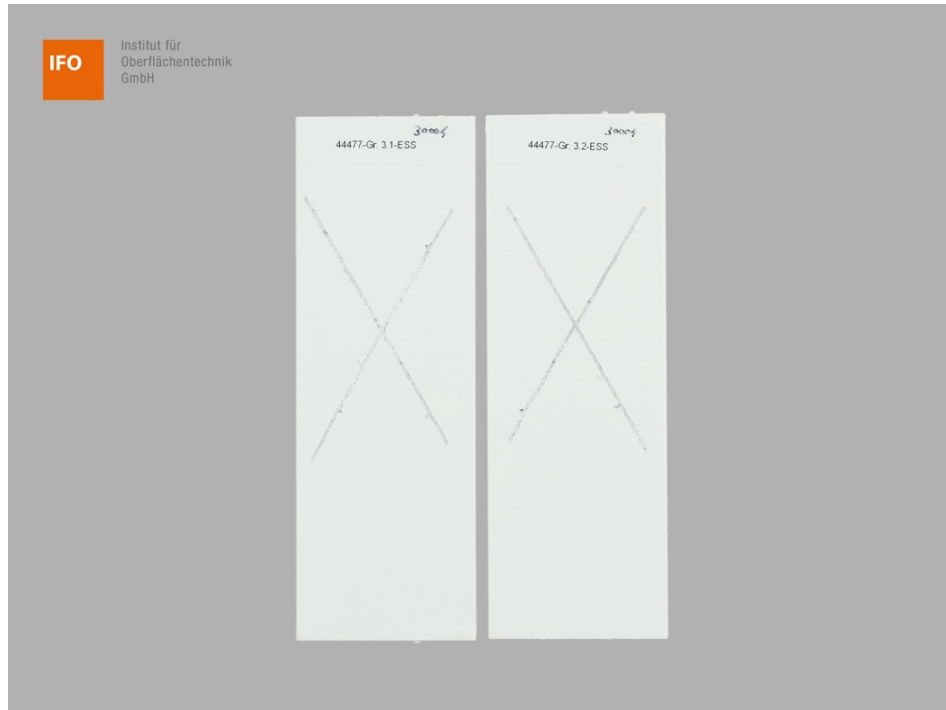 IFO
Institut für
Oberflächentechnik
GmbH
3000h
44477-Gr. 3.1-ESS
3000h
44477-Gr. 3.2-ESS